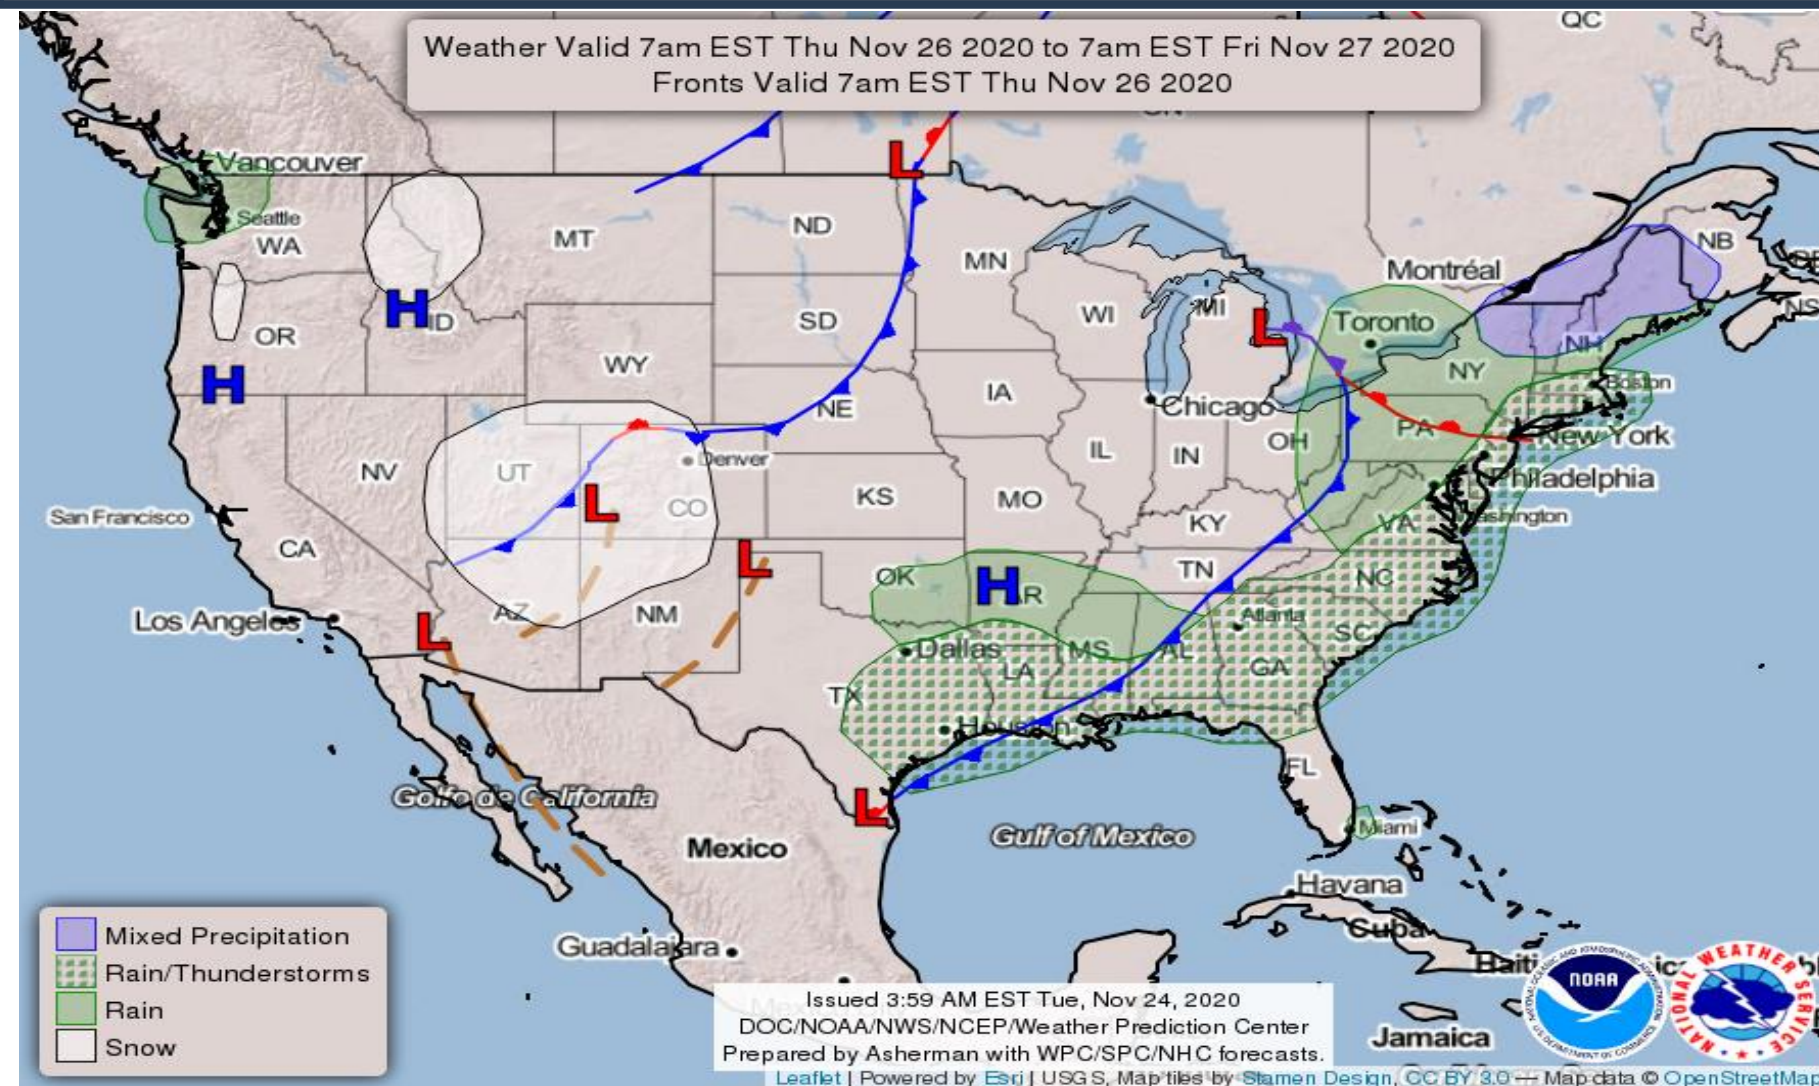 QC
Weather Valid 7am EST Thu Nov 26 2020 to 7am EST Fri Nov 27 2020
Fronts Valid 7am EST Thu Nov 26 2020
Vancouver
L
Seattle
WA
MT
ND
MN
Montréal
NB
NS
H
ID
OR
SD
WI
MI
L
Toronto
NH
H
WY
IA
NY
Boston
NE
Chicago
NV
UT
Denver
IL
IN
OH
PA
New York
San Francisco
L
CO
KS
MO
KY
Philadelphia
VA
CA
L
OK
H
AR
TN
NC
Los Angeles
L
AZ
NM
Dallas
LA
MS
AL
Atlanta
GA
SC
TX
Houston
FL
Golfo de California
L
Miami
Gulf of Mexico
Mexico
Havana
Cuba
Guadalajara
Haiti
Jamaica
Mixed Precipitation
Rain/Thunderstorms
Rain
Snow
Issued 3:59 AM EST Tue, Nov 24, 2020
DOC/NOAA/NWS/NCEP/Weather Prediction Center
Prepared by Asherman with WPC/SPC/NHC forecasts.
NOAA
NATIONAL WEATHER SERVICE
Leaflet | Powered by Esri | USGS, Map tiles by Stamen Design, CC BY 3.0 — Map data © OpenStreetMap